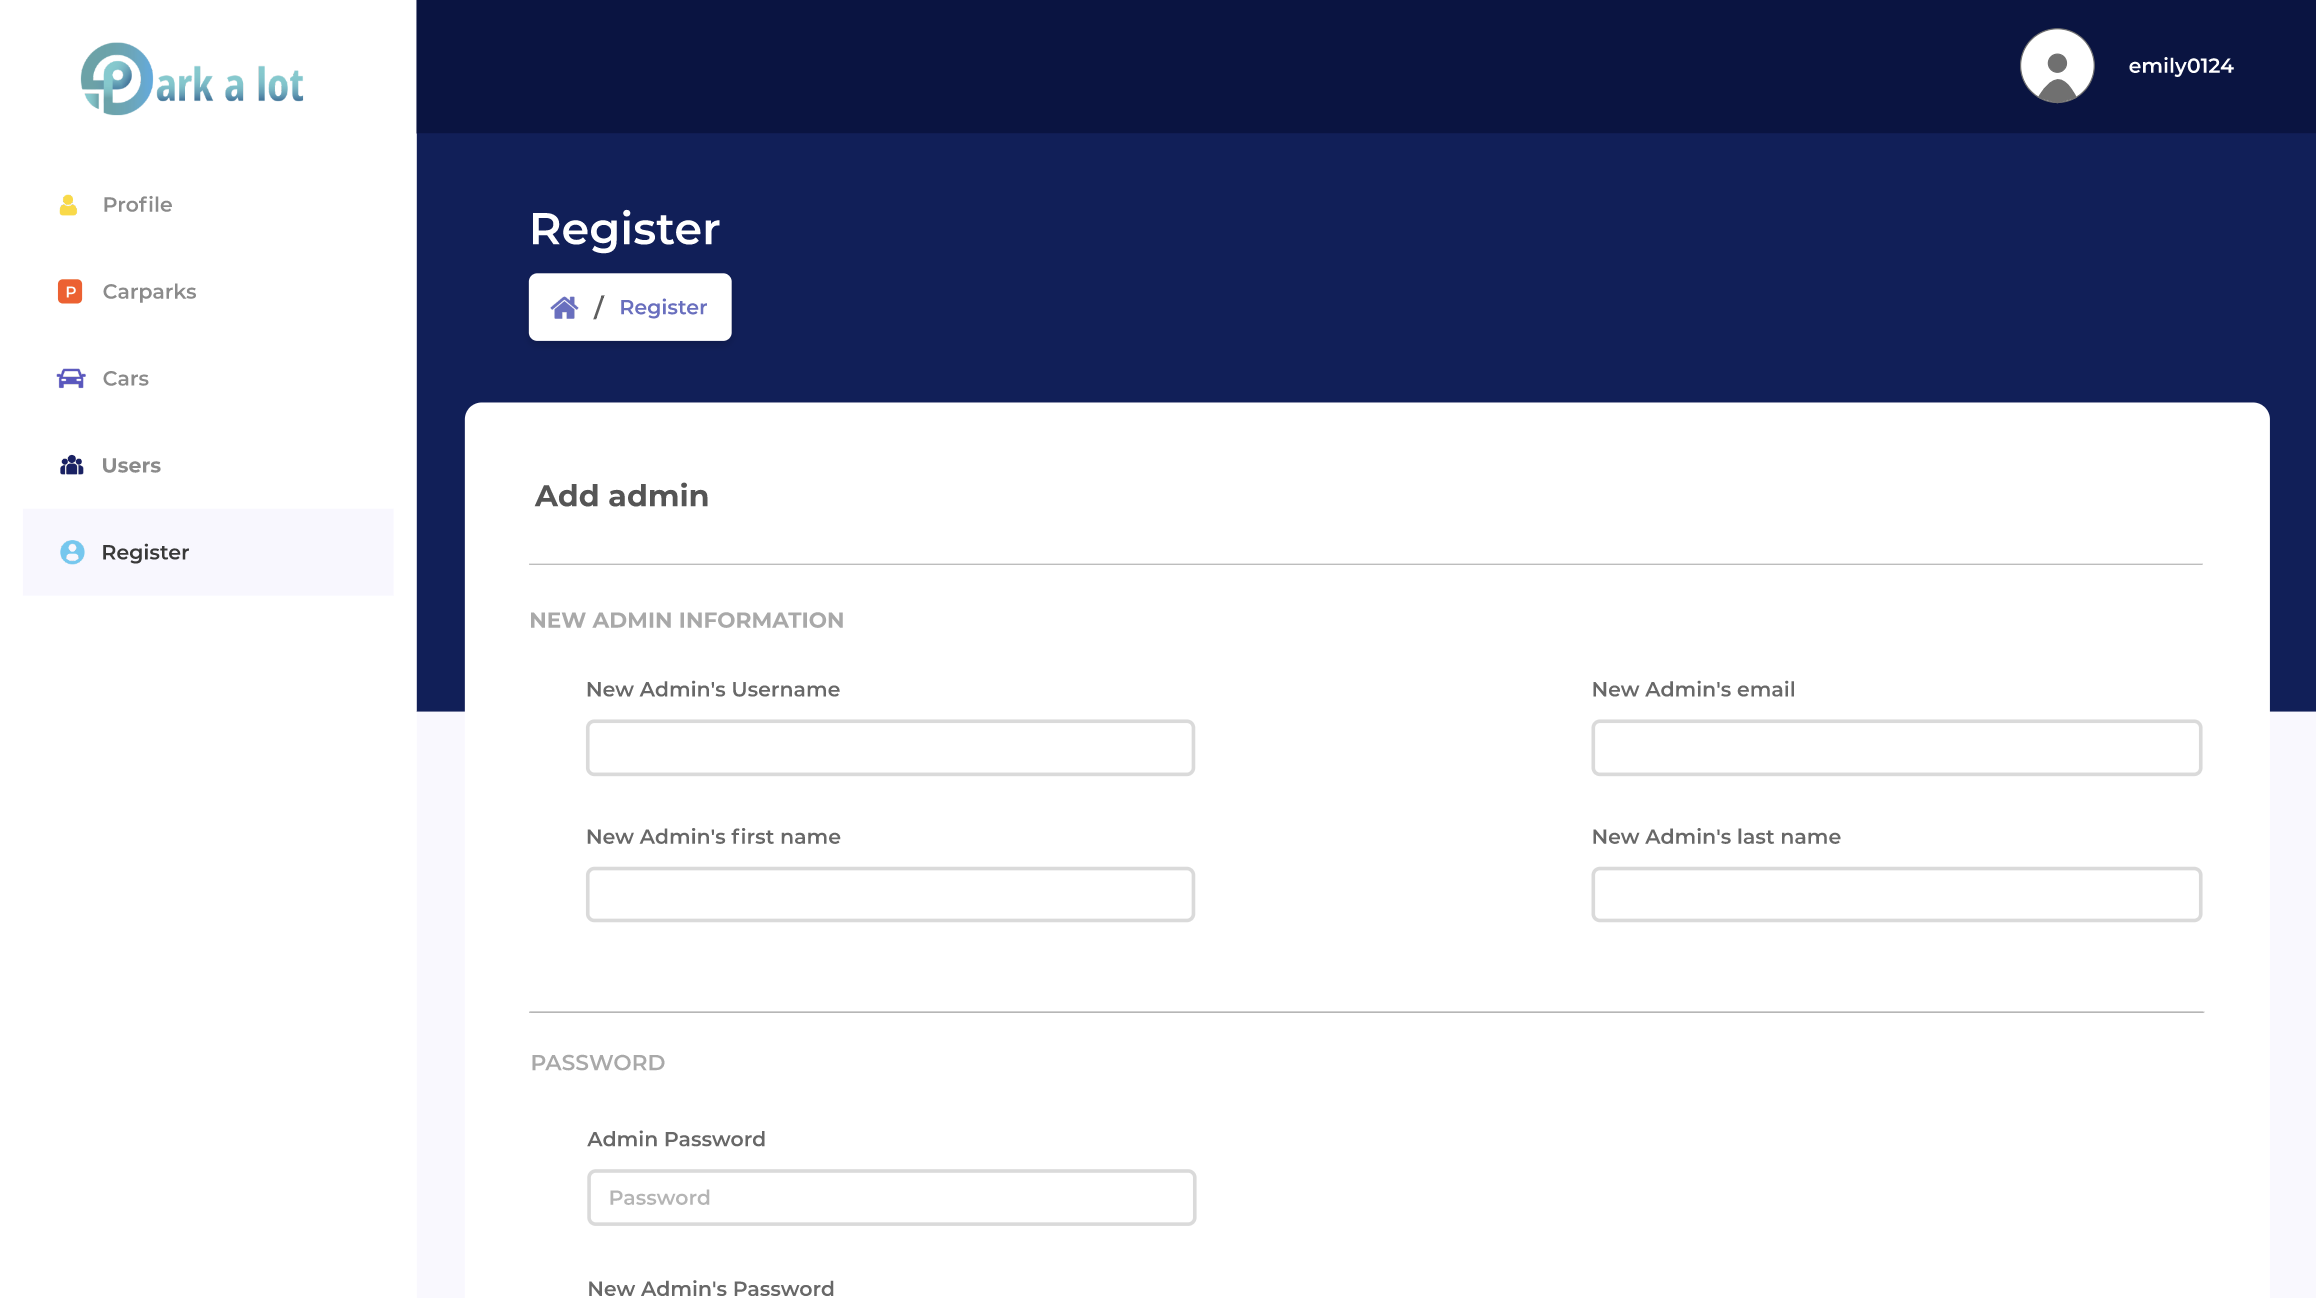 Park a lot
emily0124
Profile
Carparks
Cars
Users
Register
Register
/ Register
Add admin
NEW ADMIN INFORMATION
New Admin's Username
New Admin's email
New Admin's first name
New Admin's last name
PASSWORD
Admin Password
Password
New Admin's Password